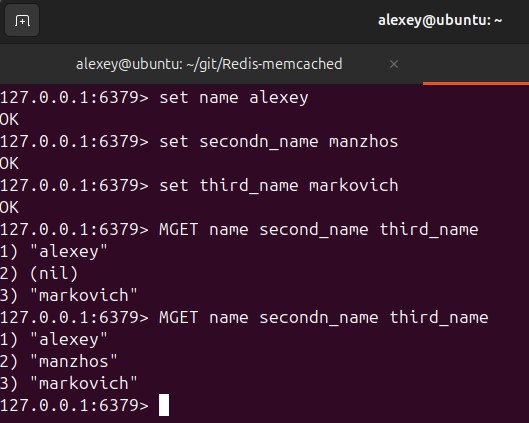 alexey@ubuntu: ~
alexey@ubuntu: ~/git/Redis-memcached ×
127.0.0.1:6379> set name alexey
OK
127.0.0.1:6379> set secondn_name manzhos
OK
127.0.0.1:6379> set third_name markovich
OK
127.0.0.1:6379> MGET name second_name third_name
1) "alexey"
2) (nil)
3) "markovich"
127.0.0.1:6379> MGET name secondn_name third_name
1) "alexey"
2) "manzhos"
3) "markovich"
127.0.0.1:6379>